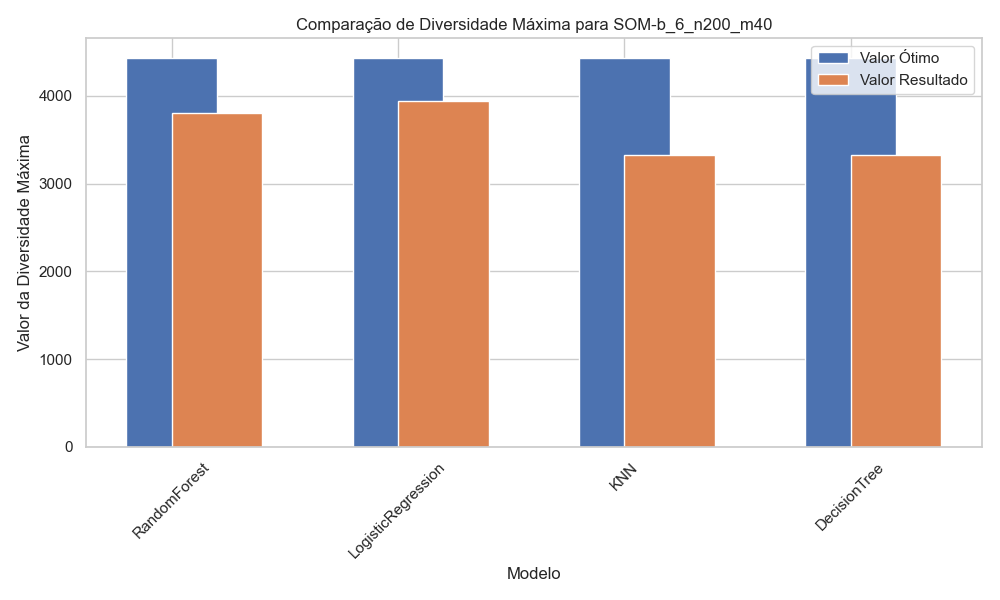 Comparação de Diversidade Máxima para SOM-b_6_n200_m40
Valor Ótimo
Valor Resultado
Valor da Diversidade Máxima
4000
3000
2000
1000
0
RandomForest
LogisticRegression
KNN
DecisionTree
Modelo